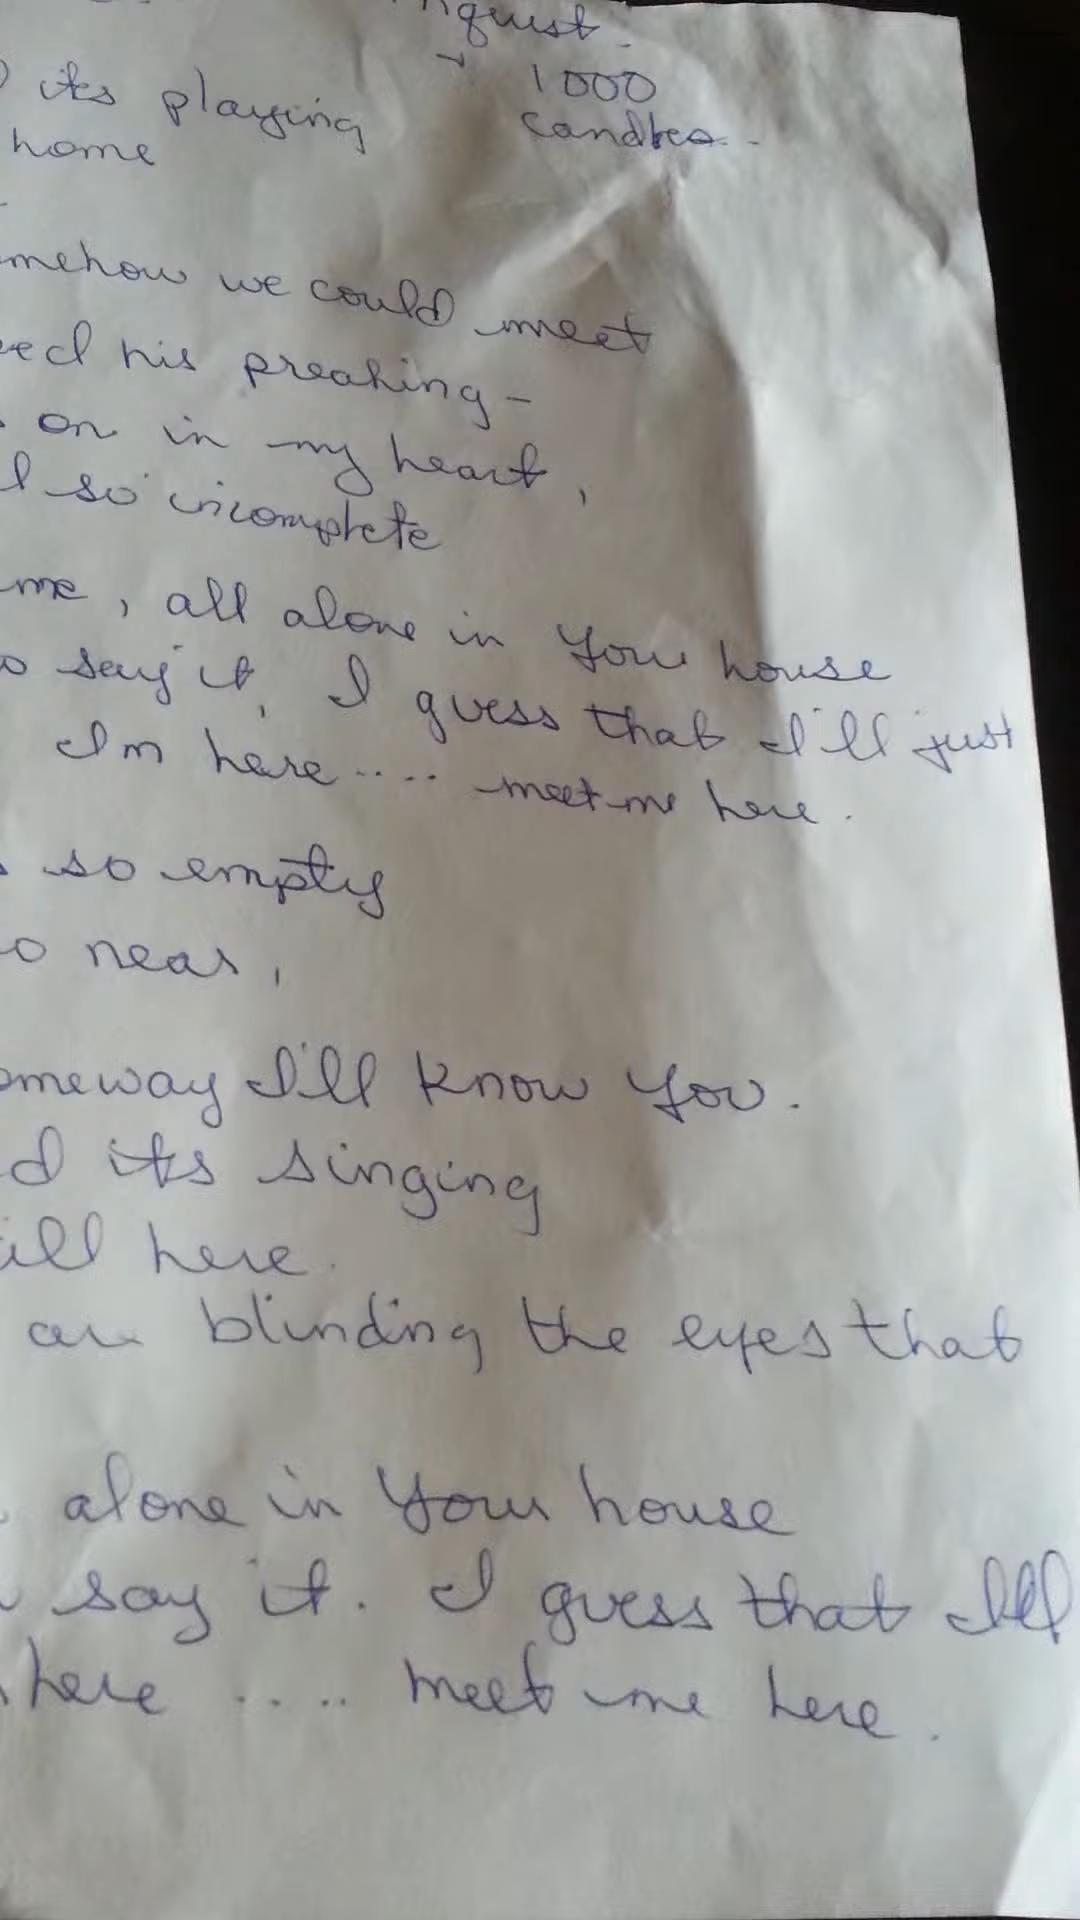 nquist.
1000
candles.
its playing
home
mehow we could meet
ed his preahing -
on in my heart,
l so incomplete
me, all alone in your house
o say it, I guess that I'll just
I'm here .... meet me here.
so empty
o near,
omeway I'll know you.
d its singing
ill here.
are blinding the eyes that
alone in your house
say it. I guess that I'll
here .... meet me here.